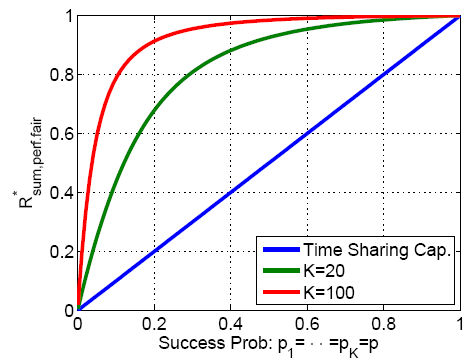 1
0.8
0.6
0.4
0.2
0
R*sum,perf.fair
Time Sharing Cap.
K=20
K=100
0 0.2 0.4 0.6 0.8 1
Success Prob: p1= · · =pK=p